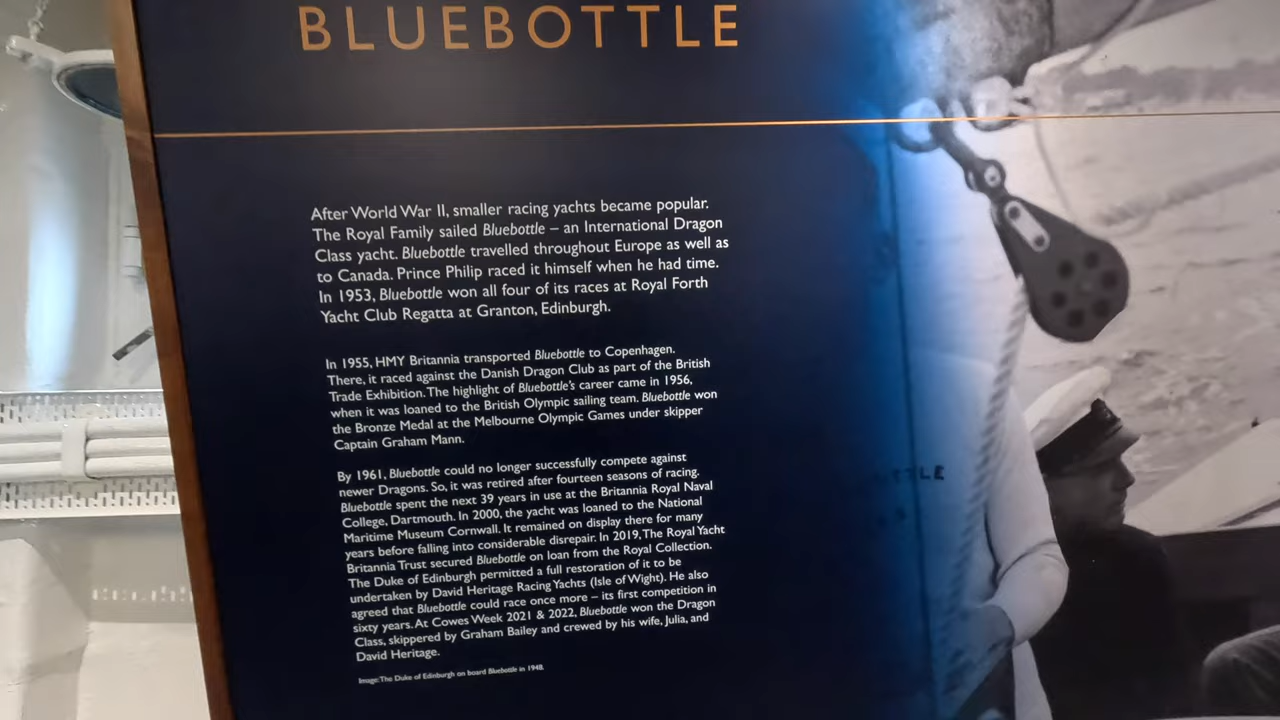 BLUEBOTTLE
After World War II, smaller racing yachts became popular.
The Royal Family sailed Bluebottle – an International Dragon
Class yacht. Bluebottle travelled throughout Europe as well as
to Canada. Prince Philip raced it himself when he had time.
In 1953, Bluebottle won all four of its races at Royal Forth
Yacht Club Regatta at Granton, Edinburgh.
In 1955, HMY Britannia transported Bluebottle to Copenhagen.
There, it raced against the Danish Dragon Club as part of the British
Trade Exhibition. The highlight of Bluebottle's career came in 1956,
when it was loaned to the British Olympic sailing team. Bluebottle won
the Bronze Medal at the Melbourne Olympic Games under skipper
Captain Graham Mann.
By 1961, Bluebottle could no longer successfully compete against
newer Dragons. So, it was retired after fourteen seasons of racing.
Bluebottle spent the next 39 years in use at the Britannia Royal Naval
College, Dartmouth. In 2000, the yacht was loaned to the National
Maritime Museum Cornwall. It remained on display there for many
years before falling into considerable disrepair. In 2019, The Royal Yacht
Britannia Trust secured Bluebottle on loan from the Royal Collection.
The Duke of Edinburgh permitted a full restoration of it to be
undertaken by David Heritage Racing Yachts (Isle of Wight). He also
agreed that Bluebottle could race once more – its first competition in
sixty years. At Cowes Week 2021 & 2022, Bluebottle won the Dragon
Class, skippered by Graham Bailey and crewed by his wife, Julia, and
David Heritage.
Image: The Duke of Edinburgh on board Bluebottle in 1948.